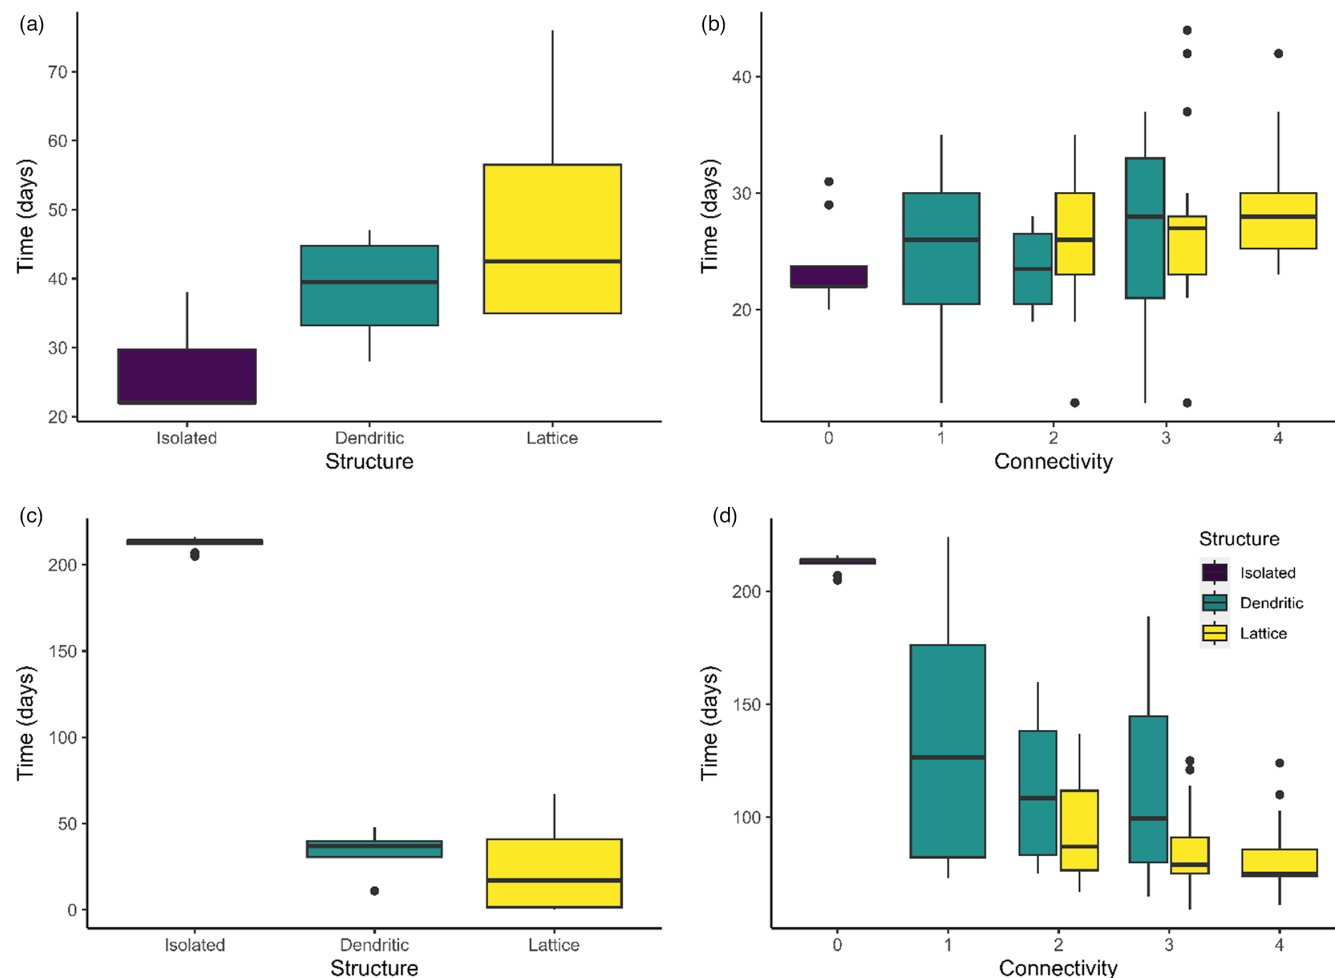 (a)
Time (days)
70
60
50
40
30
20
Isolated Dendritic Lattice
Structure
(b)
Time (days)
40
30
20
0 1 2 3 4
Connectivity
(c)
Time (days)
200
150
100
50
0
Isolated Dendritic Lattice
Structure
(d)
Time (days)
200
150
100
0 1 2 3 4
Connectivity
Structure
Isolated
Dendritic
Lattice